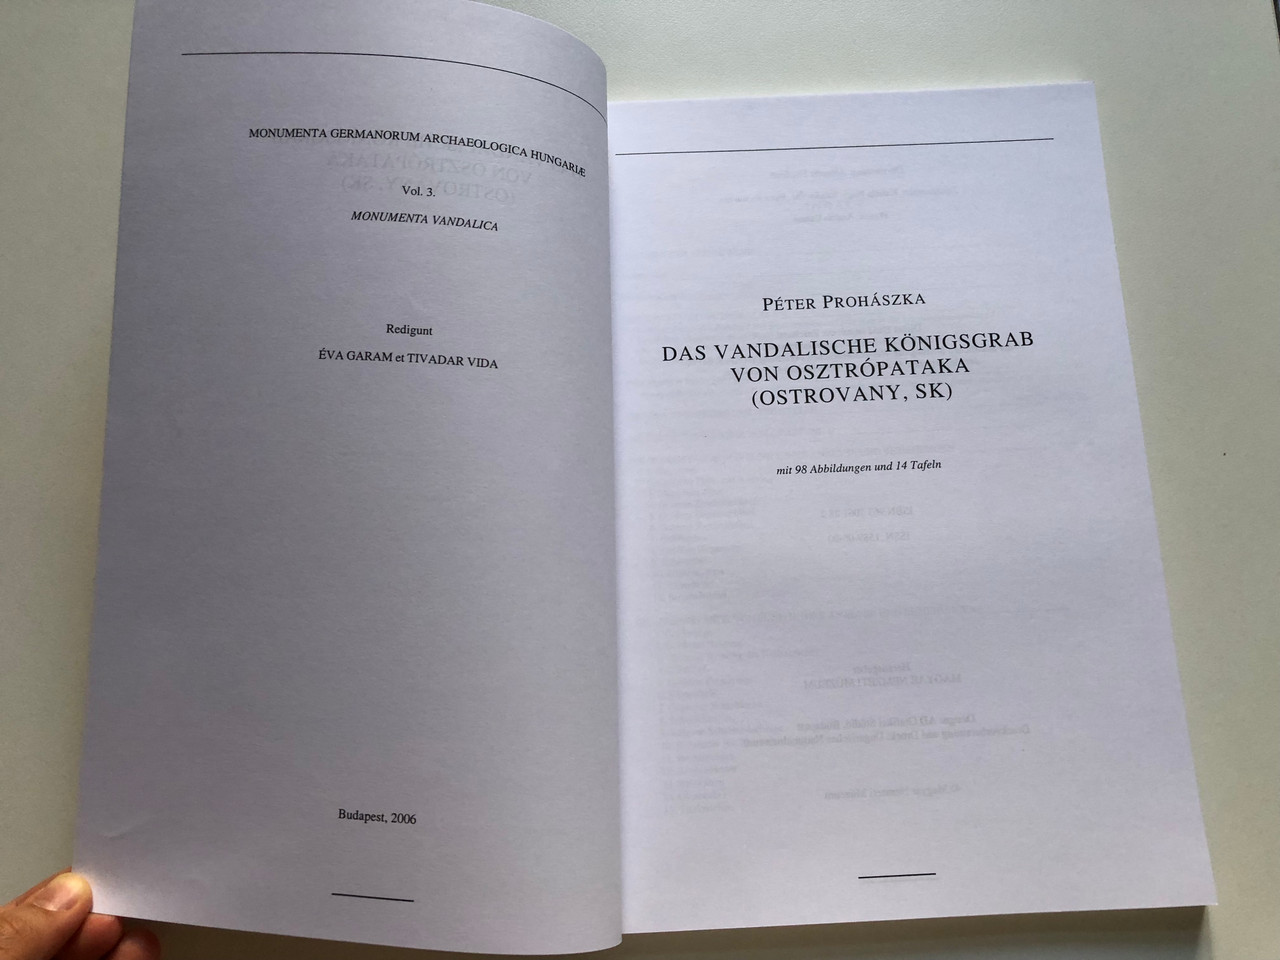 MONUMENTA GERMANORUM ARCHAEOLOGICA HUNGARIÆ
Vol. 3.
MONUMENTA VANDALICA
Redigunt
ÉVA GARAM et TIVADAR VIDA
Budapest, 2006
PÉTER PROHÁSZKA
DAS VANDALISCHE KÖNIGSGRAB
VON OSZTRÓPATAKA
(OSTROVANY, SK)
mit 98 Abbildungen und 14 Tafeln